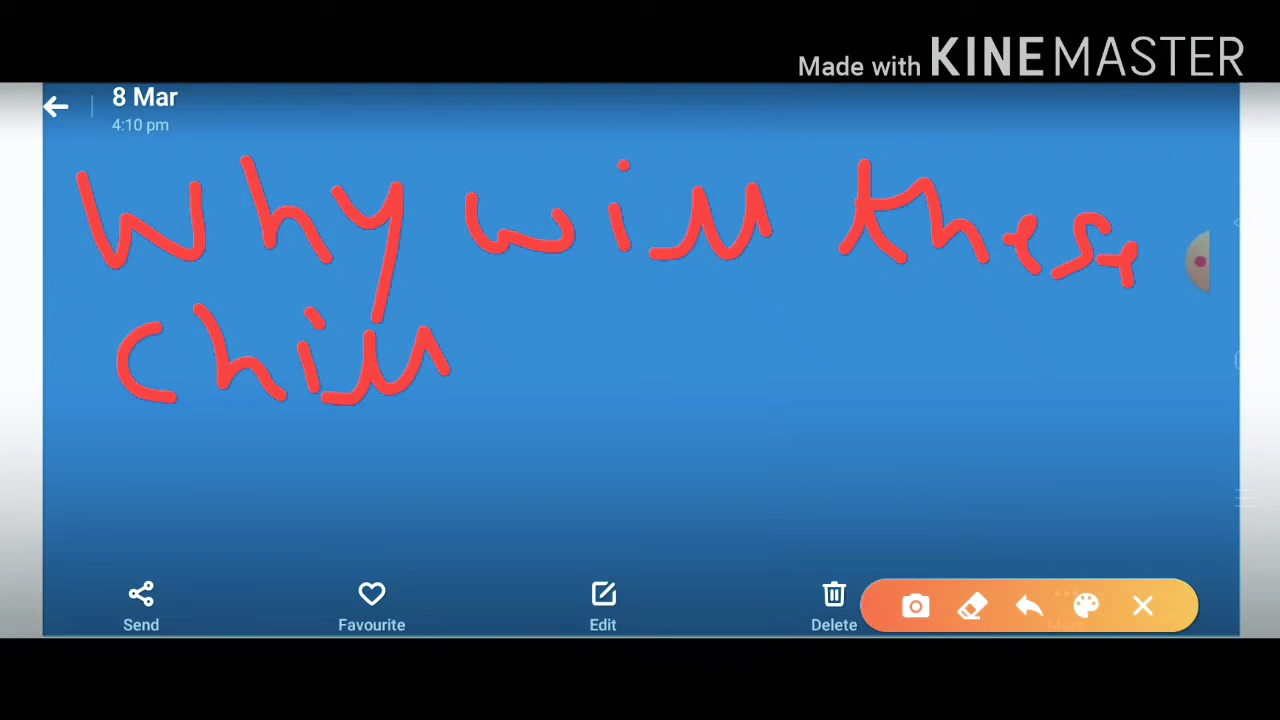 Made with KINEMASTER
8 Mar
4:10 pm
Why will these
Chill
Send Favourite Edit Delete